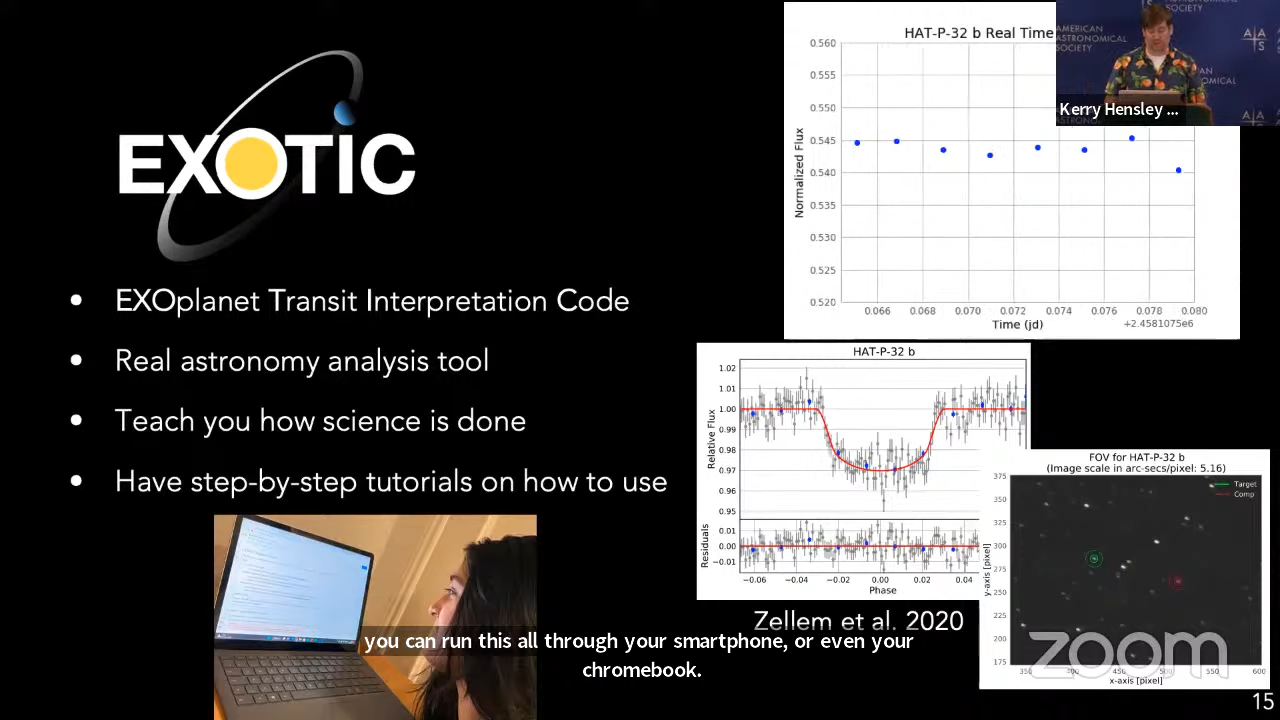 EXOTIC
EXOplanet Transit Interpretation Code
Real astronomy analysis tool
Teach you how science is done
Have step-by-step tutorials on how to use
HAT-P-32 b Real Time
0.560
0.555
0.550
0.545
0.540
0.535
0.530
0.525
0.520
Normalized Flux
0.066 0.068 0.070 0.072 0.074 0.076 0.078 0.080
Time (jd)
+2.4581075e6
SOCIETY
AMERICAN
ASTRONOMICAL
SOCIETY
AAS
Kerry Hensley ...
HAT-P-32 b
1.02
1.01
1.00
0.99
0.98
0.97
0.96
0.95
Relative Flux
0.01
0.00
−0.01
Residuals
−0.06 −0.04 −0.02 0.00 0.02 0.04
Phase
Zellem et al. 2020
FOV for HAT-P-32 b
(Image scale in arc-secs/pixel: 5.16)
Target
Comp
375
350
325
300
275
250
225
200
175
y-axis [pixel]
350 400 450 500 550 600
x-axis [pixel]
zoom
you can run this all through your smartphone, or even your
chromebook.
15